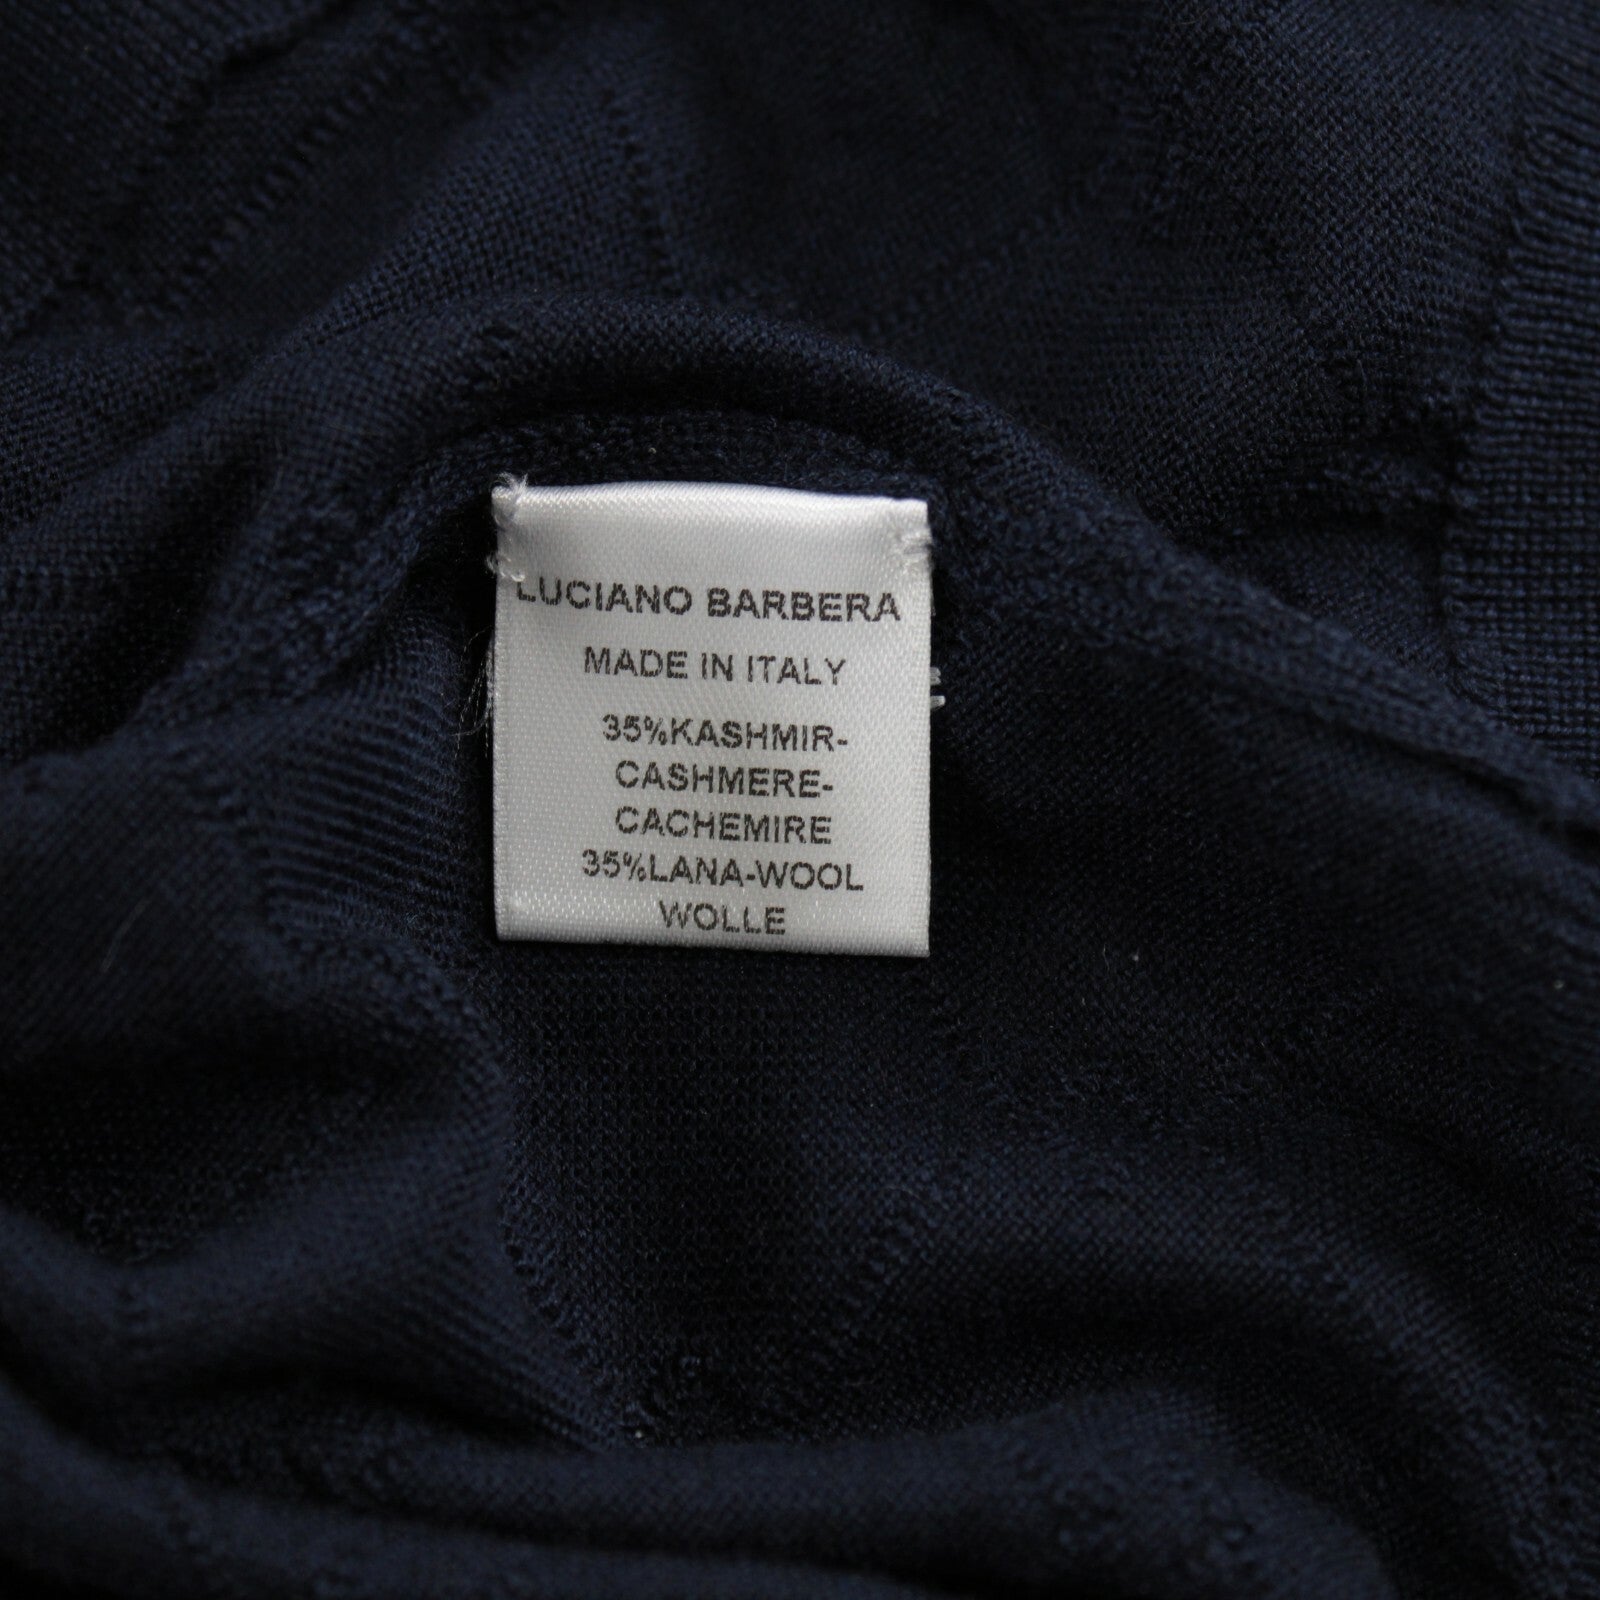 LUCIANO BARBERA
MADE IN ITALY
35%KASHMIR-
CASHMERE-
CACHEMIRE
35%LANA-WOOL
WOLLE